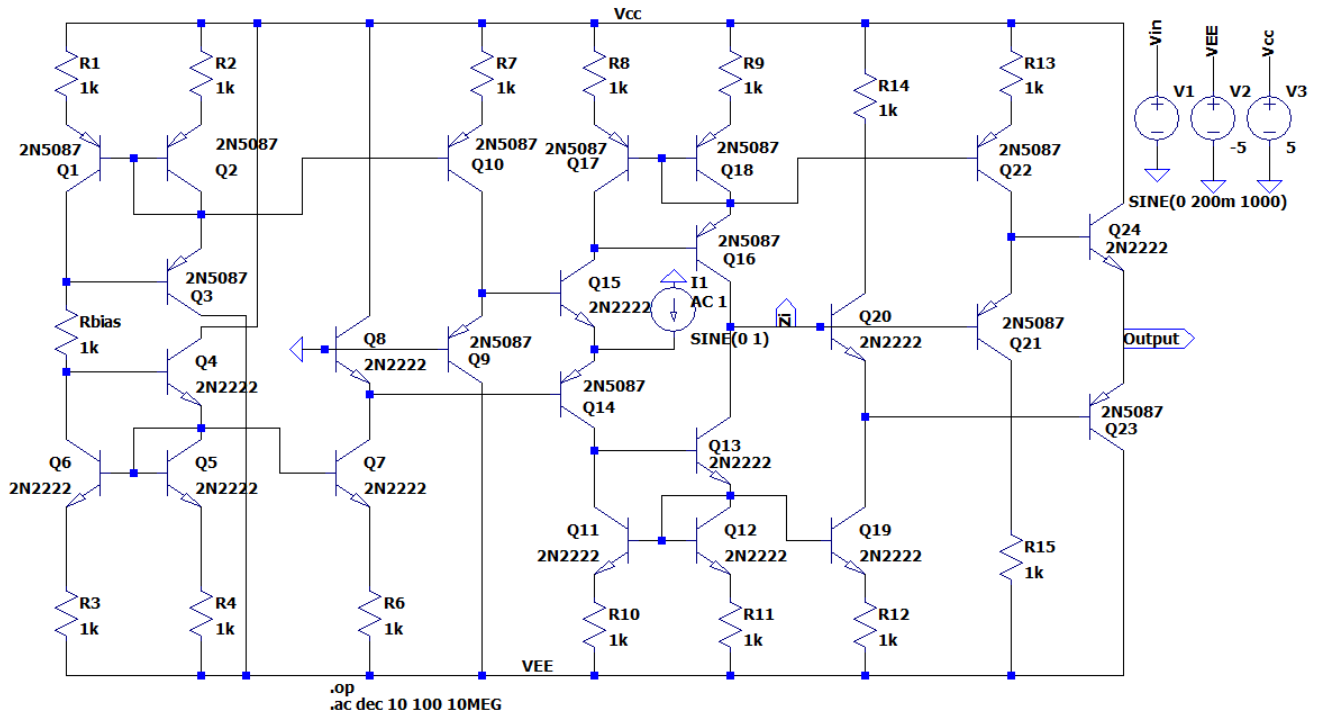 Vcc
R1
1k
R2
1k
R7
1k
R8
1k
R9
1k
R14
1k
R13
1k
Vin
VEE
Vcc
V1
V2
V3
-5
5
SINE(0 200m 1000)
2N5087
Q1
2N5087
Q2
2N5087
Q10
2N5087
Q17
2N5087
Q18
2N5087
Q22
2N5087
Q3
2N5087
Q16
Q24
2N2222
Rbias
1k
Q15
2N2222
I1
AC 1
SINE(0 1)
Zi
Q20
2N2222
2N5087
Q21
Output
Q4
2N2222
Q8
2N2222
2N5087
Q9
2N5087
Q14
2N5087
Q23
Q6
2N2222
Q5
2N2222
Q7
2N2222
Q13
2N2222
Q11
2N2222
Q12
2N2222
Q19
2N2222
R15
1k
R3
1k
R4
1k
R6
1k
R10
1k
R11
1k
R12
1k
VEE
.op
.ac dec 10 100 10MEG